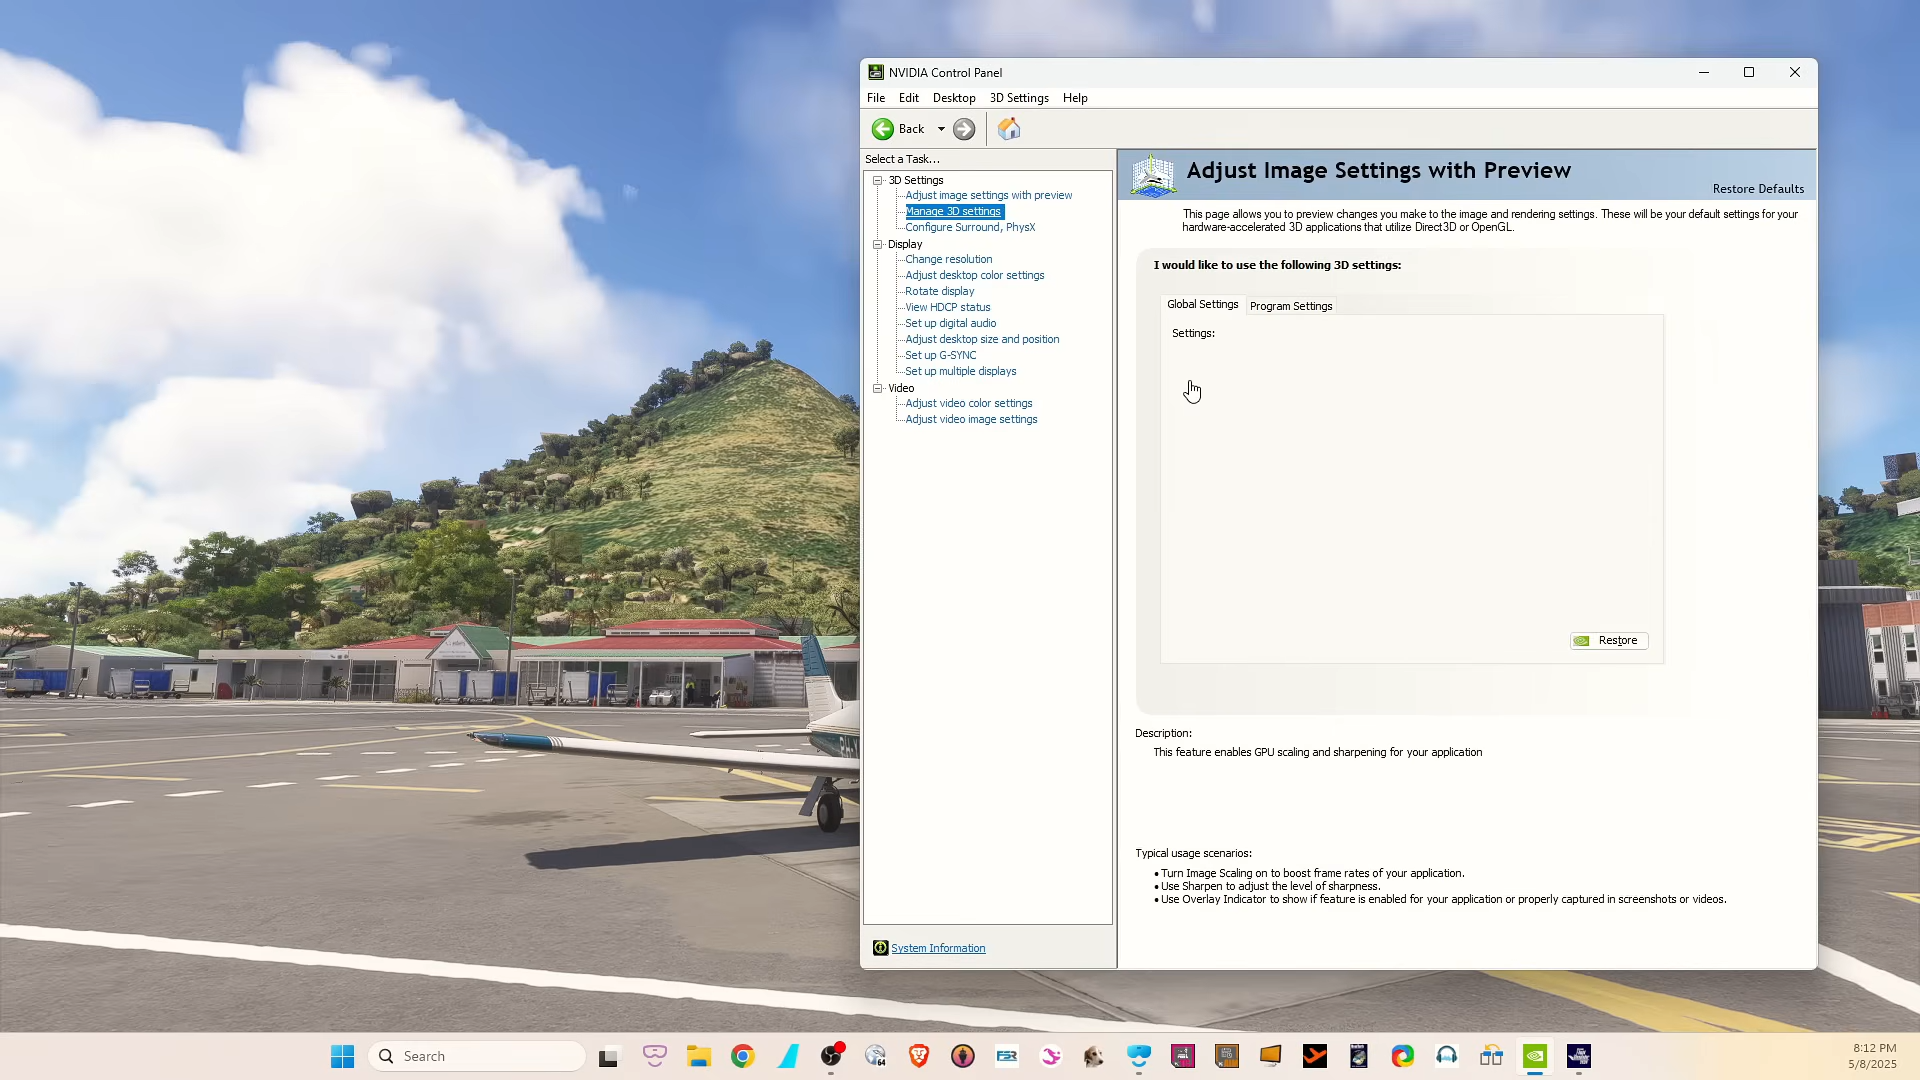 NVIDIA Control Panel
File Edit Desktop 3D Settings Help
Back
Select a Task...
3D Settings
Adjust image settings with preview
Manage 3D settings
Configure Surround, PhysX
Display
Change resolution
Adjust desktop color settings
Rotate display
View HDCP status
Set up digital audio
Adjust desktop size and position
Set up G-SYNC
Set up multiple displays
Video
Adjust video color settings
Adjust video image settings
System Information
Adjust Image Settings with Preview
Restore Defaults
This page allows you to preview changes you make to the image and rendering settings. These will be your default settings for your
hardware-accelerated 3D applications that utilize Direct3D or OpenGL.
I would like to use the following 3D settings:
Global Settings Program Settings
Settings:
Restore
Description:
This feature enables GPU scaling and sharpening for your application
Typical usage scenarios:
• Turn Image Scaling on to boost frame rates of your application.
• Use Sharpen to adjust the level of sharpness.
• Use Overlay Indicator to show if feature is enabled for your application or properly captured in screenshots or videos.
Search
64
FSR
8:12 PM
5/8/2025